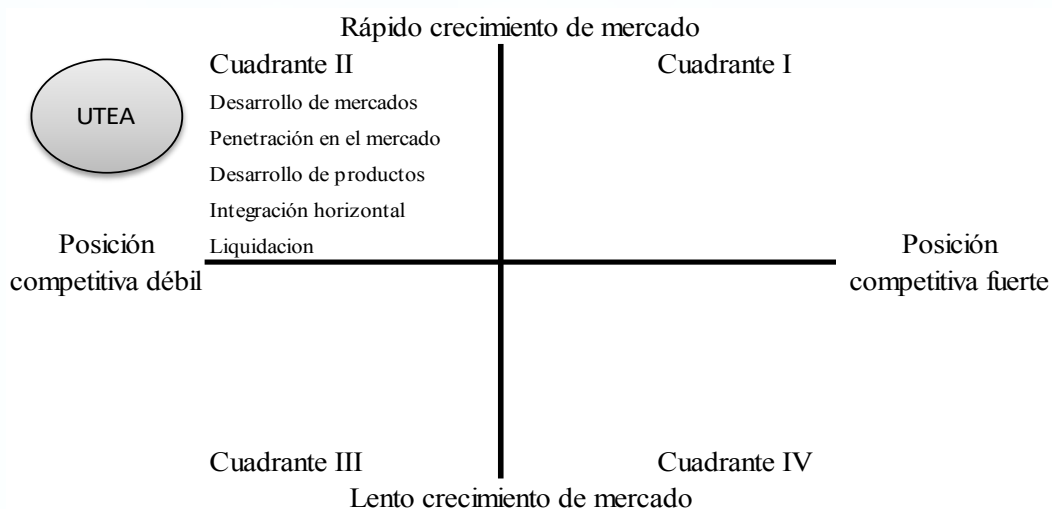 Rápido crecimiento de mercado
Cuadrante II
Cuadrante I
UTEA
Desarrollo de mercados
Penetración en el mercado
Desarrollo de productos
Integración horizontal
Liquidacion
Posición
competitiva débil
Posición
competitiva fuerte
Cuadrante III
Cuadrante IV
Lento crecimiento de mercado